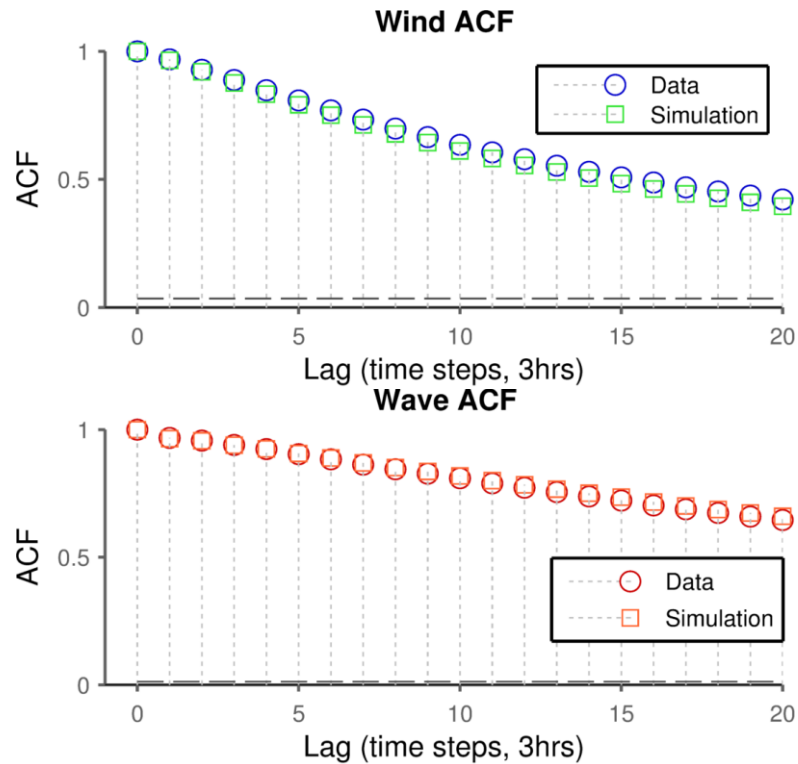 Wind ACF
1
Data
Simulation
ACF
0.5
0
0 5 10 15 20
Lag (time steps, 3hrs)
Wave ACF
1
ACF
0.5
Data
Simulation
0
0 5 10 15 20
Lag (time steps, 3hrs)